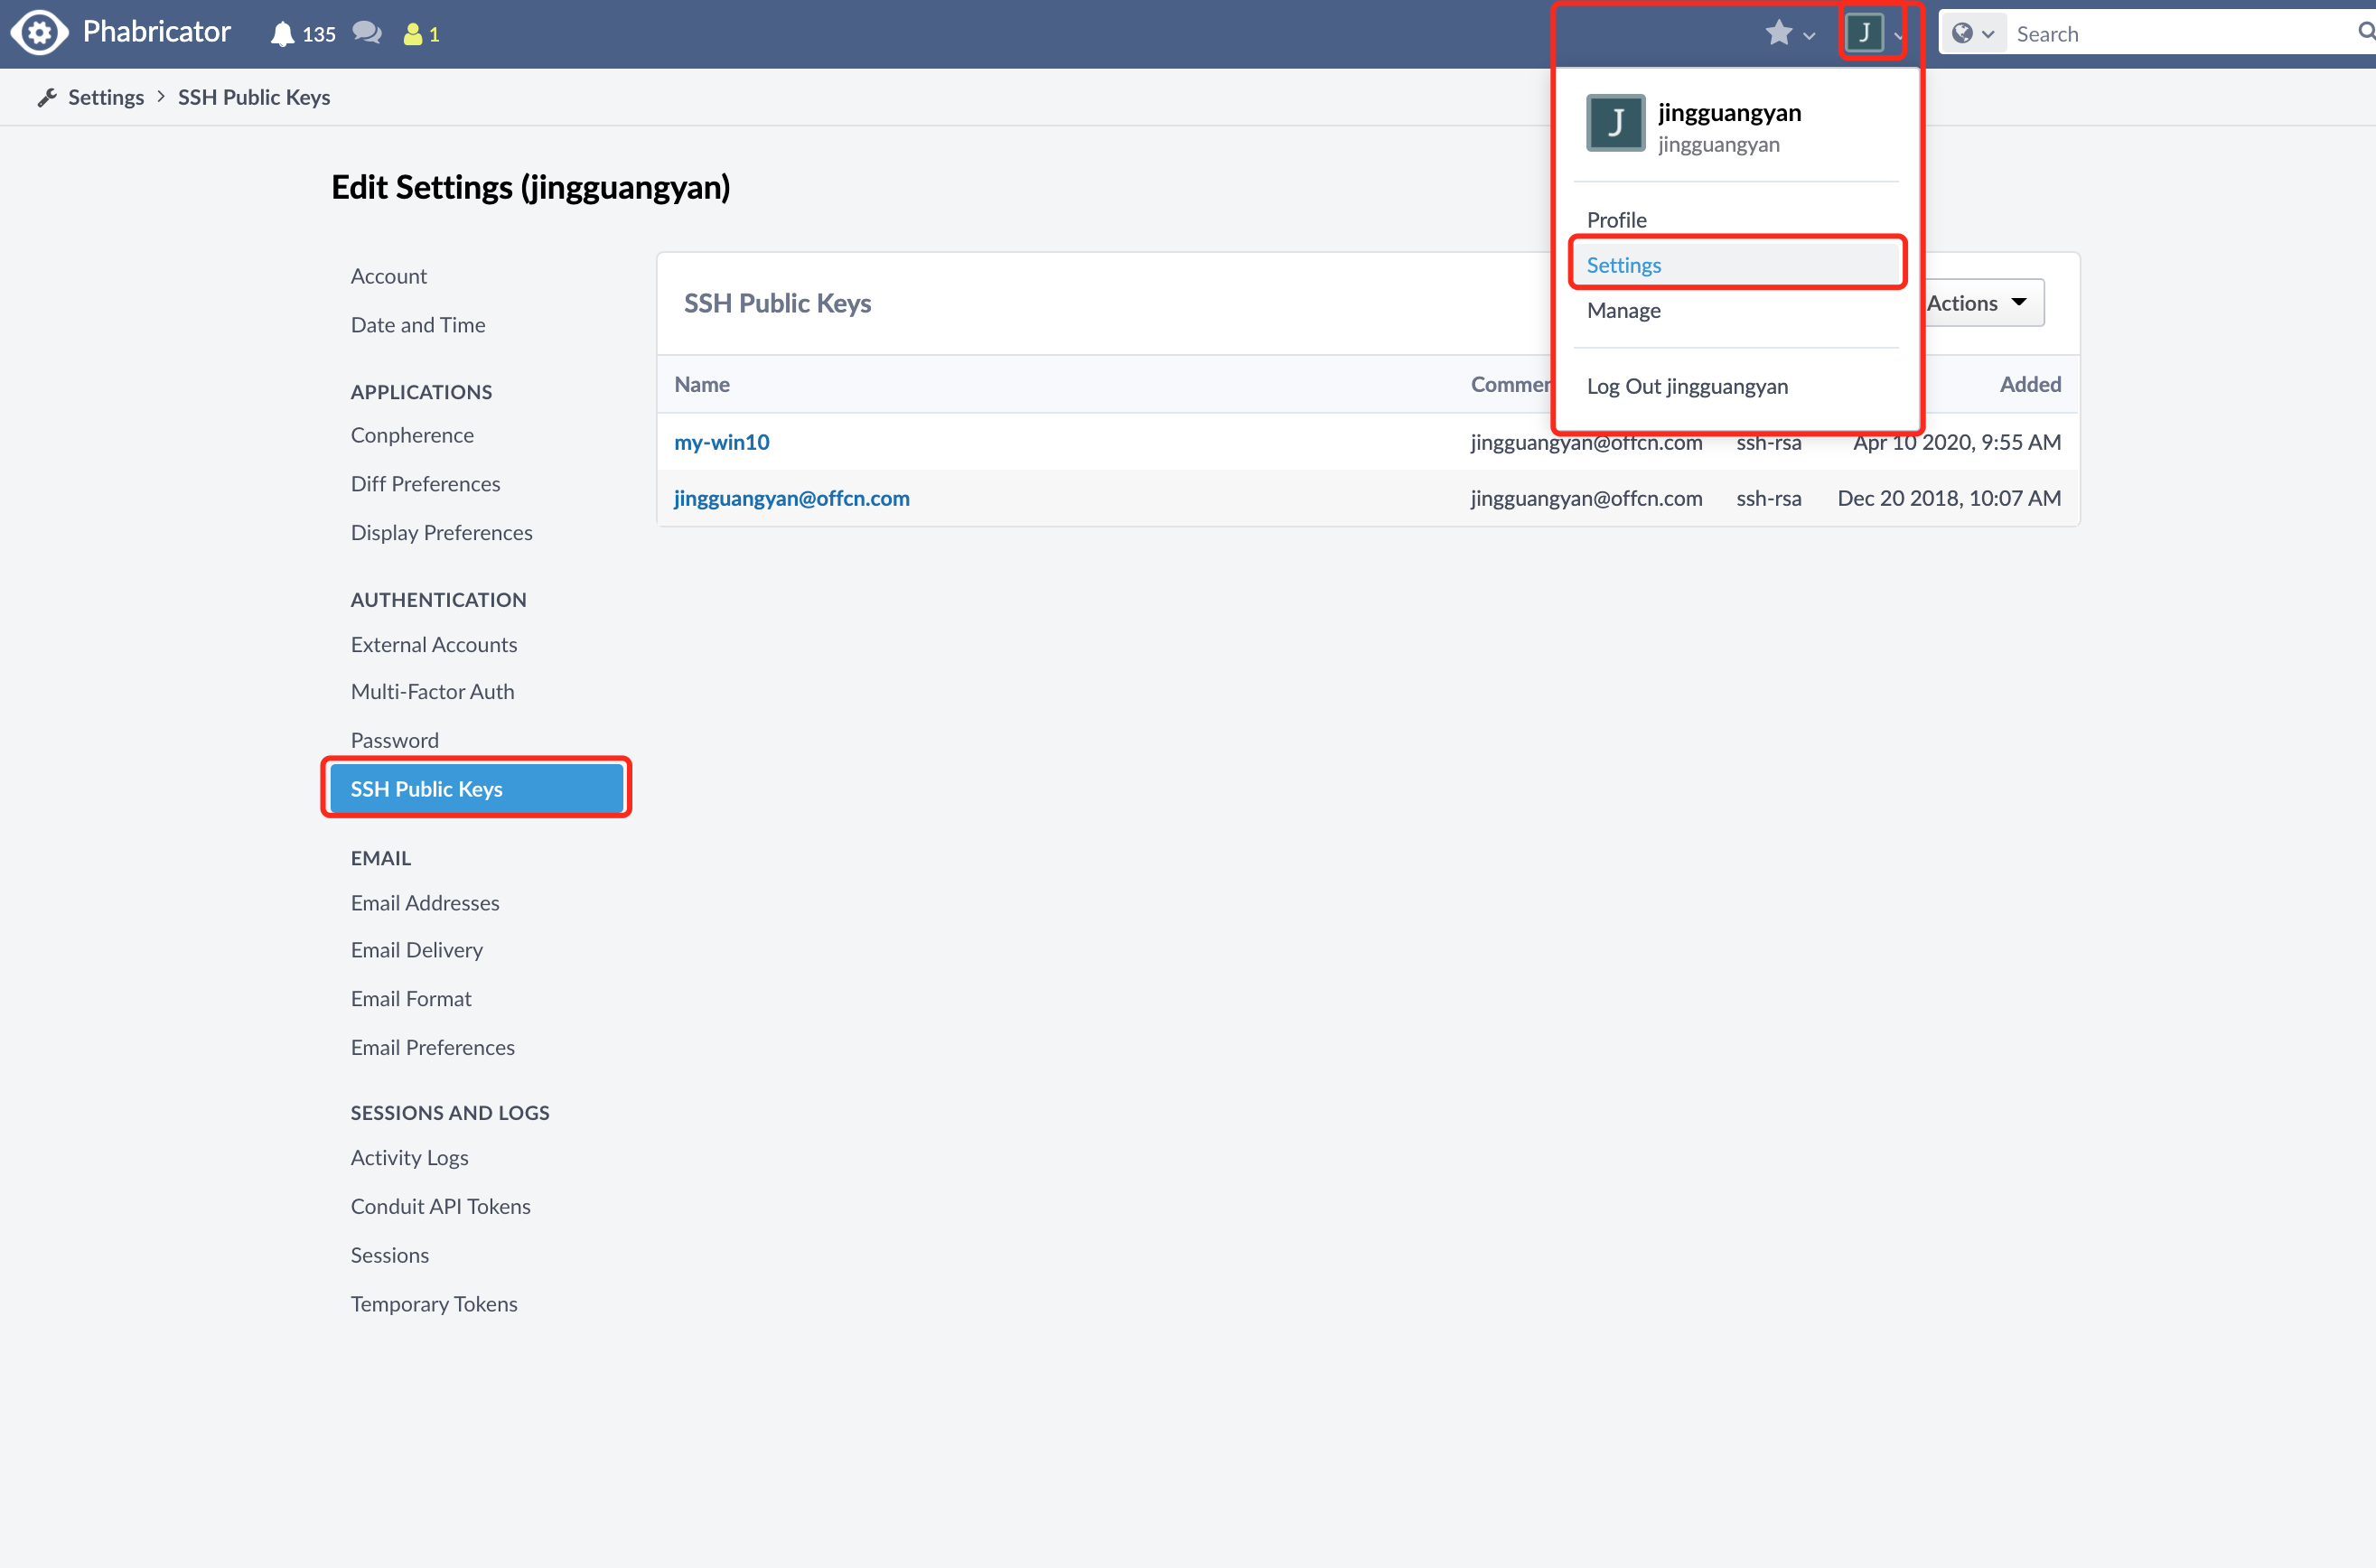 Phabricator 135 1 J Search
Settings > SSH Public Keys
jingguangyan
J
jingguangyan
Edit Settings (jingguangyan)
Profile
Settings
Manage
Log Out jingguangyan
Account
Date and Time
APPLICATIONS
Conpherence
Diff Preferences
Display Preferences
AUTHENTICATION
External Accounts
Multi-Factor Auth
Password
SSH Public Keys
EMAIL
Email Addresses
Email Delivery
Email Format
Email Preferences
SESSIONS AND LOGS
Activity Logs
Conduit API Tokens
Sessions
Temporary Tokens
SSH Public Keys Actions
Name Added
my-win10 jingguangyan@offcn.com ssh-rsa Apr 10 2020, 9:55 AM
jingguangyan@offcn.com jingguangyan@offcn.com ssh-rsa Dec 20 2018, 10:07 AM